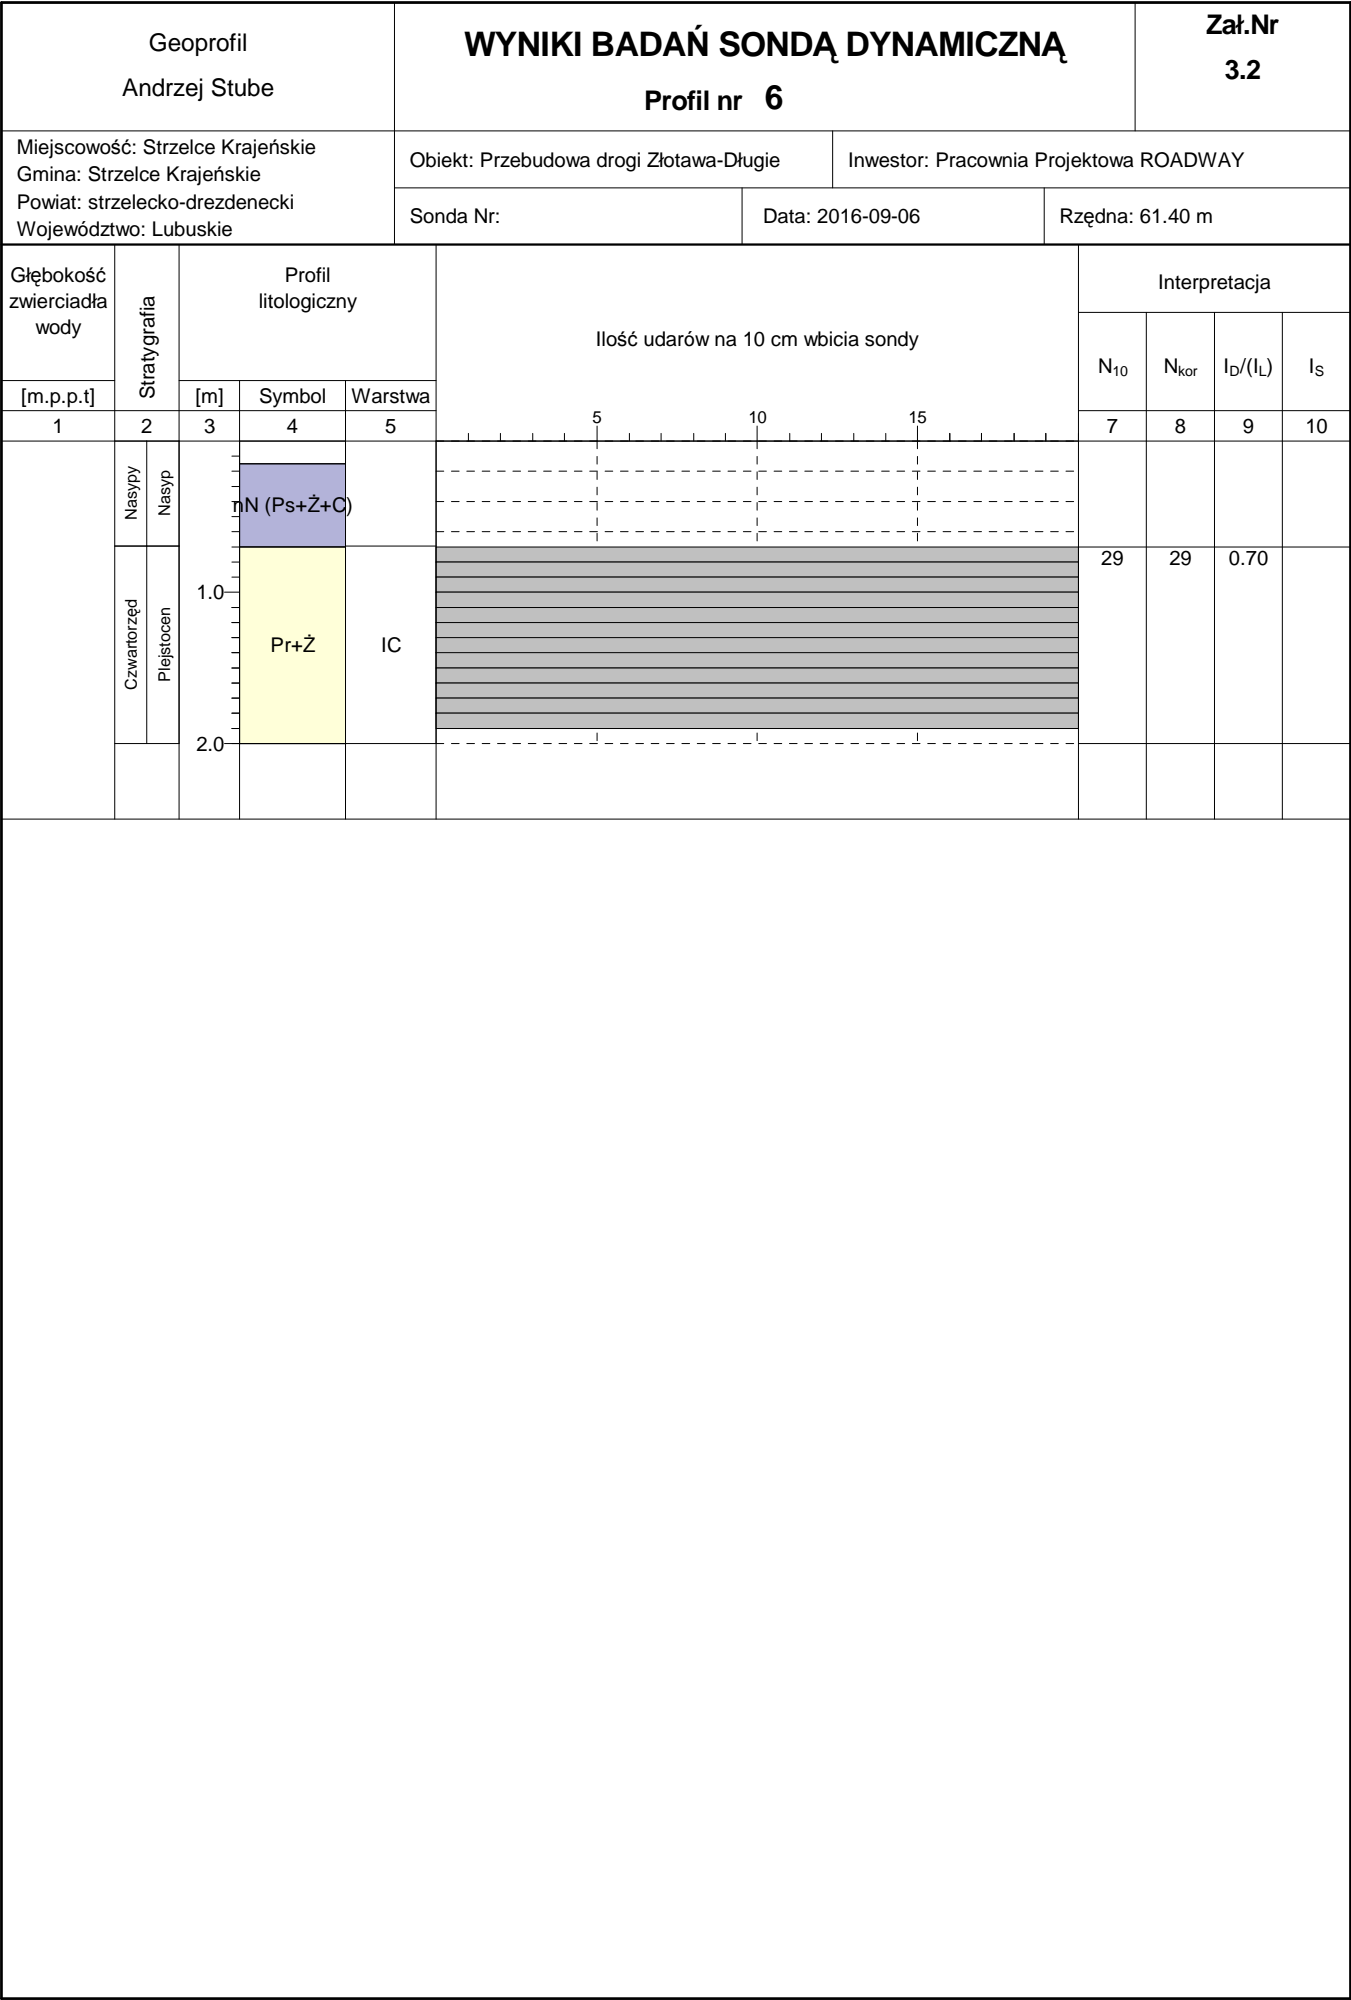 Geoprofil
Andrzej Stube
WYNIKI BADAŃ SONDĄ DYNAMICZNĄ
Profil nr 6
Zał.Nr
3.2
Miejscowość: Strzelce Krajeńskie
Gmina: Strzelce Krajeńskie
Powiat: strzelecko-drezdenecki
Województwo: Lubuskie
Obiekt: Przebudowa drogi Złotawa-Długie
Inwestor: Pracownia Projektowa ROADWAY
Sonda Nr:
Data: 2016-09-06
Rzędna: 61.40 m
Głębokość
zwierciadła
wody
[m.p.p.t]
Stratygrafia
Profil
litologiczny
[m] Symbol Warstwa
Ilość udarów na 10 cm wbicia sondy
Interpretacja
N10 Nkor ID/(IL) IS
1 2 3 4 5
5 10 15
7 8 9 10
Nasypy
Nasyp
nN (Ps+Ż+C)
Czwartorzęd
Plejstocen
1.0
2.0
Pr+Ż
IC
29 29 0.70